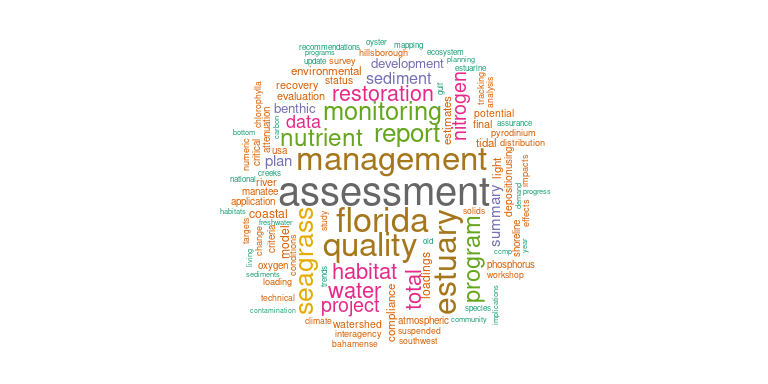 oyster
mapping
recommendations
programs
hillsborough
ecosystem
update
survey
development
planning
estuarine
environmental
status
sediment
recovery
restoration
gulf
nitrogen
tracking
analysis
evaluation
chlorophylla
benthic
monitoring
estimates
potential
data
report
final
assurance
attenuation
carbon
nutrient
pyrodinium
bottom
tidal
distribution
numeric
critical
usa
management
light
using
impacts
plan
creeks
national
river
assessment
deposition
demand
progress
manatee
application
habitats
coastal
freshwater
study
florida
solids
summary
effects
targets
change
criteria
model
conditions
seagrass
quality
old
estuary
program
shoreline
year
ccmp
living
oxygen
sediments
trends
habitat
total
loadings
phosphorus
workshop
loading
water
technical
project
contamination
species
implications
climate
watershed
compliance
atmospheric
community
interagency
suspended
bahamense
southwest